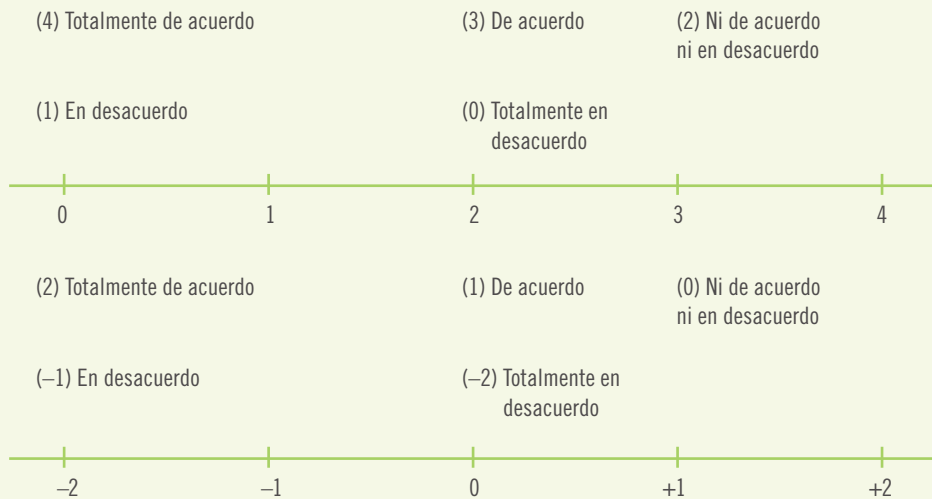 (4) Totalmente de acuerdo (3) De acuerdo (2) Ni de acuerdo
ni en desacuerdo
(1) En desacuerdo (0) Totalmente en
desacuerdo
0 1 2 3 4
(2) Totalmente de acuerdo (1) De acuerdo (0) Ni de acuerdo
ni en desacuerdo
(–1) En desacuerdo (–2) Totalmente en
desacuerdo
–2 –1 0 +1 +2